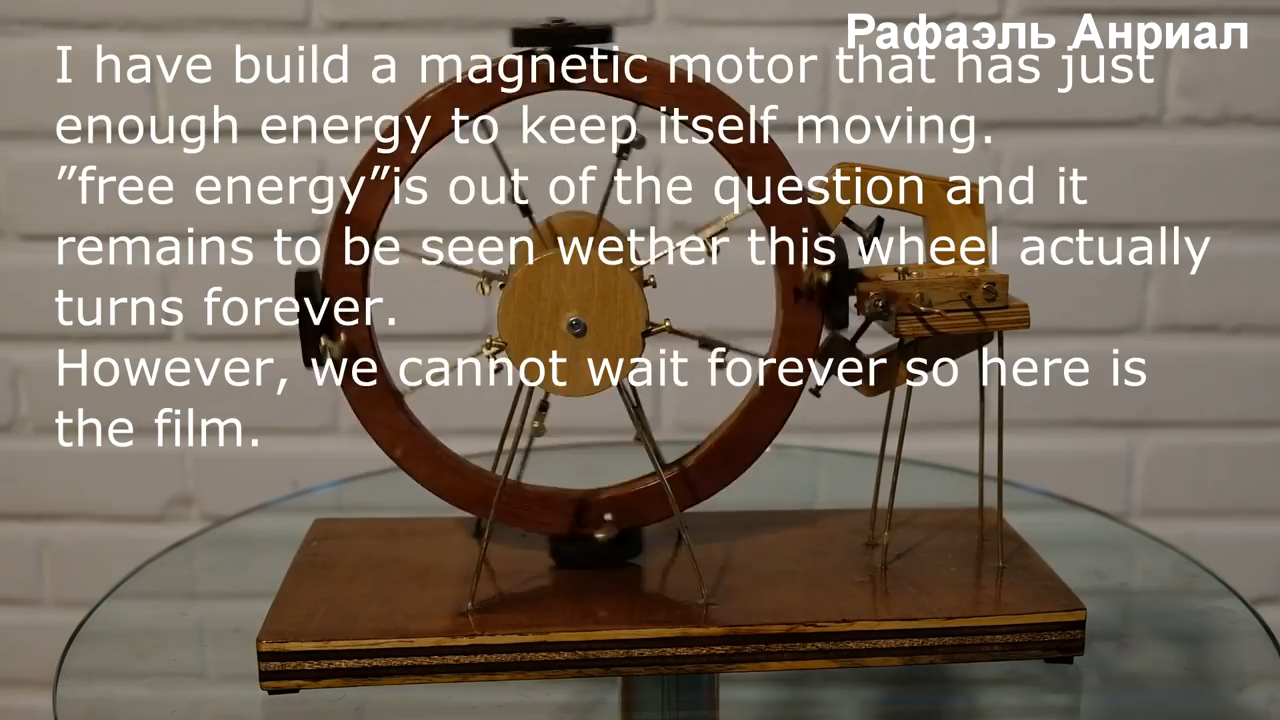 Рафаэль Анриал
I have build a magnetic motor that has just
enough energy to keep itself moving.
”free energy”is out of the question and it
remains to be seen wether this wheel actually
turns forever.
However, we cannot wait forever so here is
the film.